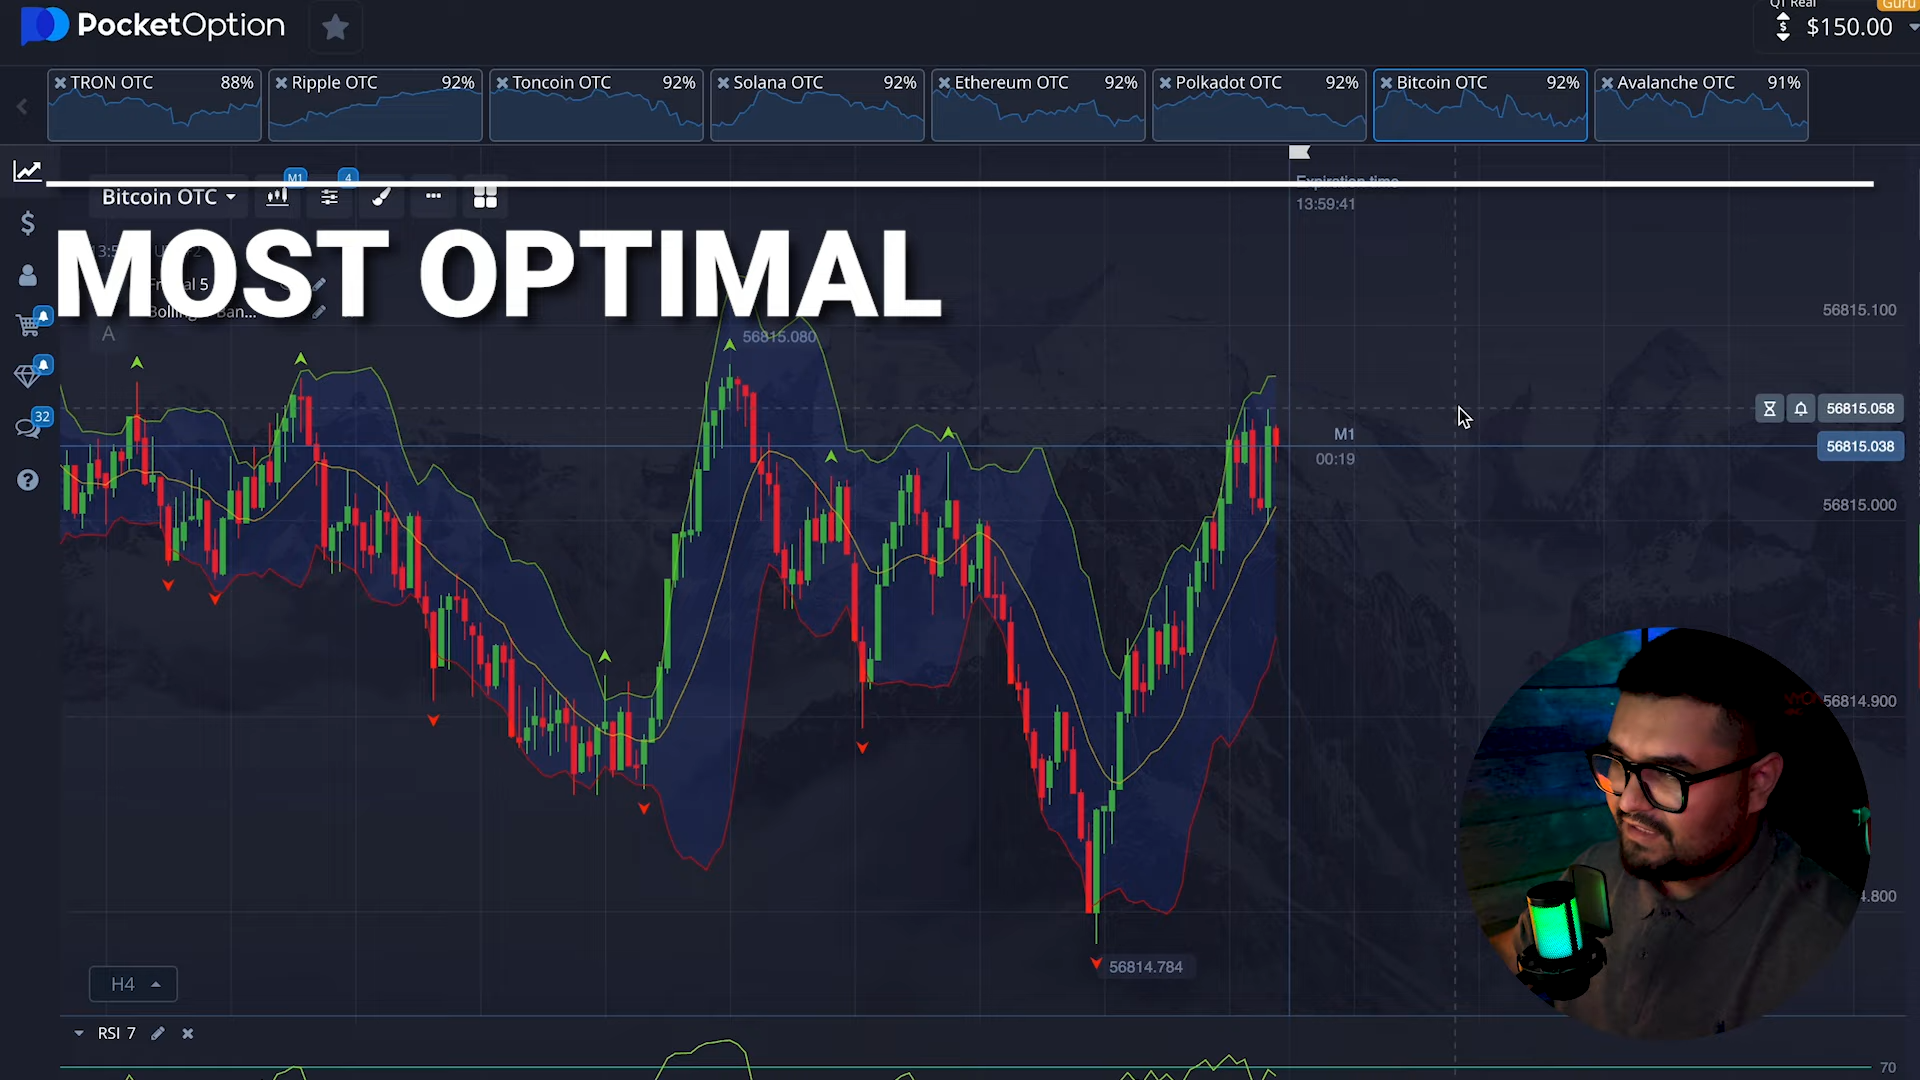 PocketOption
QT Real
Guru
$150.00
TRON OTC 88%
Ripple OTC 92%
Toncoin OTC 92%
Solana OTC 92%
Ethereum OTC 92%
Polkadot OTC 92%
Bitcoin OTC 92%
Avalanche OTC 91%
M1
4
Bitcoin OTC
Expiration time
13:59:41
MOST OPTIMAL
A
56815.080
56815.100
56815.058
M1
56815.038
00:19
32
56815.000
56814.900
56814.784
H4
RSI 7
70